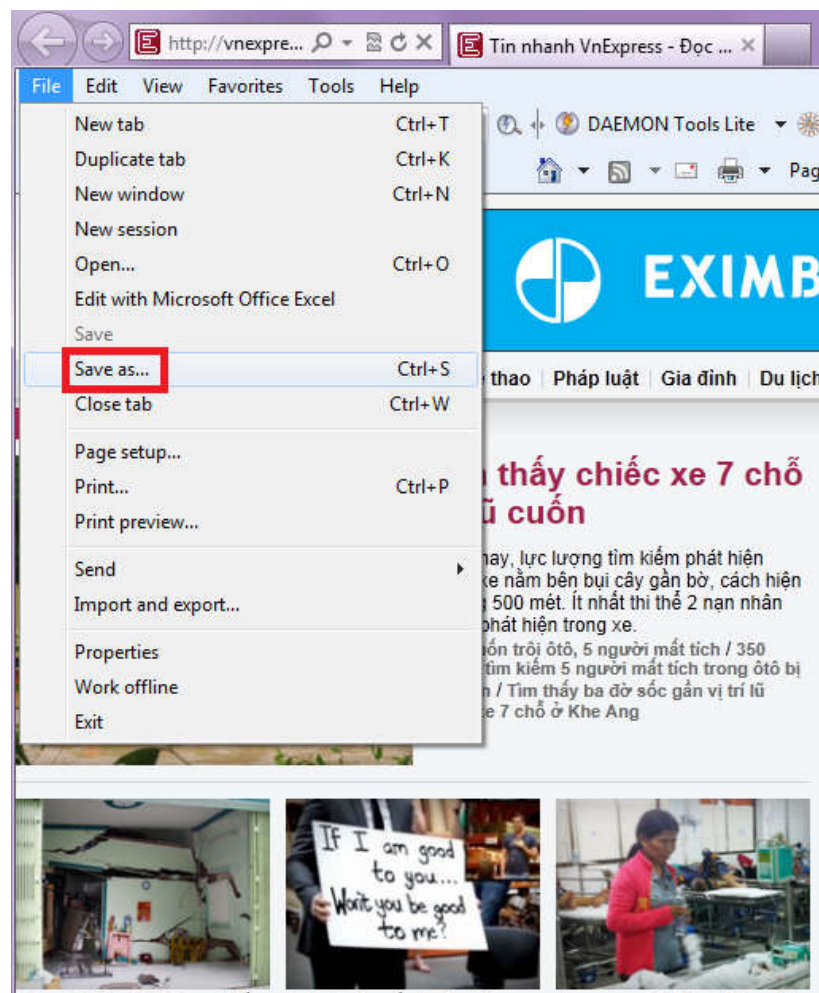 http://vnexpre... Tin nhanh VnExpress - Đọc ...
File Edit View Favorites Tools Help
New tab Ctrl+T
DAEMON Tools Lite
Duplicate tab Ctrl+K
Pag
New window Ctrl+N
New session
Open... Ctrl+O
EXIMB
Edit with Microsoft Office Excel
Save
Save as... Ctrl+S
thao Pháp luật Gia đình Du lịch
Close tab Ctrl+W
Page setup...
Print... Ctrl+P
Print preview...
Send
Import and export...
Properties
Work offline
Exit
thấy chiếc xe 7 chỗ
lũ cuốn
nay, lực lượng tìm kiếm phát hiện
xe nằm bên bụi cây gần bờ, cách hiện
500 mét. Ít nhất thi thể 2 nạn nhân
phát hiện trong xe.
cuốn trôi ôtô, 5 người mất tích / 350
tìm kiếm 5 người mất tích trong ôtô bị
/ Tìm thấy ba đờ sốc gần vị trí lũ
xe 7 chỗ ở Khe Ang
If I am good
to you...
Won't you be good
to me?